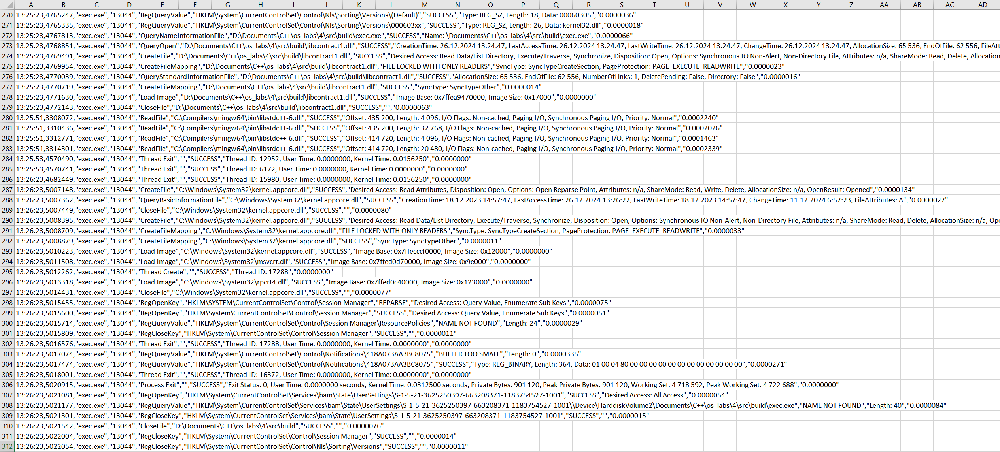 A B C D E F G H I J K L M N O P Q R S T U V W X Y Z AA AB AC AD
270 13:25:23,4765247,"exec.exe","13044","RegQueryValue","HKLM\System\CurrentControlSet\Control\Nls\Sorting\Versions\(Default)","SUCCESS","Type: REG_SZ, Length: 18, Data: 00060305","0.0000036"
271 13:25:23,4765335,"exec.exe","13044","RegQueryValue","HKLM\System\CurrentControlSet\Control\Nls\Sorting\Versions\000603xx","SUCCESS","Type: REG_SZ, Length: 26, Data: kernel32.dll","0.0000018"
272 13:25:23,4767813,"exec.exe","13044","QueryNameInformationFile","D:\Documents\C++\os_labs\4\src\build\exec.exe","SUCCESS","Name: \Documents\C++\os_labs\4\src\build\exec.exe","0.0000066"
273 13:25:23,4768851,"exec.exe","13044","QueryOpen","D:\Documents\C++\os_labs\4\src\build\libcontract1.dll","SUCCESS","CreationTime: 26.12.2024 13:24:47, LastAccessTime: 26.12.2024 13:24:47, LastWriteTime: 26.12.2024 13:24:47, ChangeTime: 26.12.2024 13:24:47, AllocationSize: 65 536, EndOfFile: 62 556, FileAtt
274 13:25:23,4769491,"exec.exe","13044","CreateFile","D:\Documents\C++\os_labs\4\src\build\libcontract1.dll","SUCCESS","Desired Access: Read Data/List Directory, Execute/Traverse, Synchronize, Disposition: Open, Options: Synchronous IO Non-Alert, Non-Directory File, Attributes: n/a, ShareMode: Read, Delete, Allocation
275 13:25:23,4769954,"exec.exe","13044","CreateFileMapping","D:\Documents\C++\os_labs\4\src\build\libcontract1.dll","FILE LOCKED WITH ONLY READERS","SyncType: SyncTypeCreateSection, PageProtection: PAGE_EXECUTE_READWRITE","0.0000023"
276 13:25:23,4770039,"exec.exe","13044","QueryStandardInformationFile","D:\Documents\C++\os_labs\4\src\build\libcontract1.dll","SUCCESS","AllocationSize: 65 536, EndOfFile: 62 556, NumberOfLinks: 1, DeletePending: False, Directory: False","0.0000016"
277 13:25:23,4770719,"exec.exe","13044","CreateFileMapping","D:\Documents\C++\os_labs\4\src\build\libcontract1.dll","SUCCESS","SyncType: SyncTypeOther","0.0000014"
278 13:25:23,4771630,"exec.exe","13044","Load Image","D:\Documents\C++\os_labs\4\src\build\libcontract1.dll","SUCCESS","Image Base: 0x7ffea9470000, Image Size: 0x17000","0.0000000"
279 13:25:23,4772143,"exec.exe","13044","CloseFile","D:\Documents\C++\os_labs\4\src\build\libcontract1.dll","SUCCESS","","0.0000063"
280 13:25:51,3308072,"exec.exe","13044","ReadFile","C:\Compilers\mingw64\bin\libstdc++-6.dll","SUCCESS","Offset: 435 200, Length: 4 096, I/O Flags: Non-cached, Paging I/O, Synchronous Paging I/O, Priority: Normal","0.0002240"
281 13:25:51,3310436,"exec.exe","13044","ReadFile","C:\Compilers\mingw64\bin\libstdc++-6.dll","SUCCESS","Offset: 435 200, Length: 32 768, I/O Flags: Non-cached, Paging I/O, Synchronous Paging I/O, Priority: Normal","0.0002026"
282 13:25:51,3312771,"exec.exe","13044","ReadFile","C:\Compilers\mingw64\bin\libstdc++-6.dll","SUCCESS","Offset: 414 720, Length: 4 096, I/O Flags: Non-cached, Paging I/O, Synchronous Paging I/O, Priority: Normal","0.0001463"
283 13:25:51,3314301,"exec.exe","13044","ReadFile","C:\Compilers\mingw64\bin\libstdc++-6.dll","SUCCESS","Offset: 414 720, Length: 20 480, I/O Flags: Non-cached, Paging I/O, Synchronous Paging I/O, Priority: Normal","0.0002339"
284 13:25:53,4570490,"exec.exe","13044","Thread Exit","","SUCCESS","Thread ID: 12952, User Time: 0.0000000, Kernel Time: 0.0156250","0.0000000"
285 13:25:53,4570741,"exec.exe","13044","Thread Exit","","SUCCESS","Thread ID: 6172, User Time: 0.0000000, Kernel Time: 0.0000000","0.0000000"
286 13:26:23,4682449,"exec.exe","13044","Thread Exit","","SUCCESS","Thread ID: 15980, User Time: 0.0000000, Kernel Time: 0.0156250","0.0000000"
287 13:26:23,5007148,"exec.exe","13044","CreateFile","C:\Windows\System32\kernel.appcore.dll","SUCCESS","Desired Access: Read Attributes, Disposition: Open, Options: Open Reparse Point, Attributes: n/a, ShareMode: Read, Write, Delete, AllocationSize: n/a, OpenResult: Opened","0.0000134"
288 13:26:23,5007362,"exec.exe","13044","QueryBasicInformationFile","C:\Windows\System32\kernel.appcore.dll","SUCCESS","CreationTime: 18.12.2023 14:57:47, LastAccessTime: 26.12.2024 13:26:22, LastWriteTime: 18.12.2023 14:57:47, ChangeTime: 11.12.2024 6:57:23, FileAttributes: A","0.0000027"
289 13:26:23,5007449,"exec.exe","13044","CloseFile","C:\Windows\System32\kernel.appcore.dll","SUCCESS","","0.0000080"
290 13:26:23,5008395,"exec.exe","13044","CreateFile","C:\Windows\System32\kernel.appcore.dll","SUCCESS","Desired Access: Read Data/List Directory, Execute/Traverse, Synchronize, Disposition: Open, Options: Synchronous IO Non-Alert, Non-Directory File, Attributes: n/a, ShareMode: Read, Delete, AllocationSize: n/a, Ope
291 13:26:23,5008709,"exec.exe","13044","CreateFileMapping","C:\Windows\System32\kernel.appcore.dll","FILE LOCKED WITH ONLY READERS","SyncType: SyncTypeCreateSection, PageProtection: PAGE_EXECUTE_READWRITE","0.0000033"
292 13:26:23,5008879,"exec.exe","13044","CreateFileMapping","C:\Windows\System32\kernel.appcore.dll","SUCCESS","SyncType: SyncTypeOther","0.0000011"
293 13:26:23,5010223,"exec.exe","13044","Load Image","C:\Windows\System32\kernel.appcore.dll","SUCCESS","Image Base: 0x7ffecccf0000, Image Size: 0x12000","0.0000000"
294 13:26:23,5011508,"exec.exe","13044","Load Image","C:\Windows\System32\msvcrt.dll","SUCCESS","Image Base: 0x7ffed0d70000, Image Size: 0x9e000","0.0000000"
295 13:26:23,5012262,"exec.exe","13044","Thread Create","","SUCCESS","Thread ID: 17288","0.0000000"
296 13:26:23,5013318,"exec.exe","13044","Load Image","C:\Windows\System32\rpcrt4.dll","SUCCESS","Image Base: 0x7ffed0c40000, Image Size: 0x123000","0.0000000"
297 13:26:23,5014431,"exec.exe","13044","CloseFile","C:\Windows\System32\kernel.appcore.dll","SUCCESS","","0.0000077"
298 13:26:23,5015455,"exec.exe","13044","RegOpenKey","HKLM\SYSTEM\CurrentControlSet\Control\Session Manager","REPARSE","Desired Access: Query Value, Enumerate Sub Keys","0.0000075"
299 13:26:23,5015600,"exec.exe","13044","RegOpenKey","HKLM\System\CurrentControlSet\Control\Session Manager","SUCCESS","Desired Access: Query Value, Enumerate Sub Keys","0.0000051"
300 13:26:23,5015714,"exec.exe","13044","RegQueryValue","HKLM\System\CurrentControlSet\Control\Session Manager\ResourcePolicies","NAME NOT FOUND","Length: 24","0.0000029"
301 13:26:23,5015809,"exec.exe","13044","RegCloseKey","HKLM\System\CurrentControlSet\Control\Session Manager","SUCCESS","","0.0000011"
302 13:26:23,5016576,"exec.exe","13044","Thread Exit","","SUCCESS","Thread ID: 17288, User Time: 0.0000000, Kernel Time: 0.0000000","0.0000000"
303 13:26:23,5017074,"exec.exe","13044","RegQueryValue","HKLM\System\CurrentControlSet\Control\Notifications\418A073AA3BC8075","BUFFER TOO SMALL","Length: 0","0.0000335"
304 13:26:23,5017474,"exec.exe","13044","RegQueryValue","HKLM\System\CurrentControlSet\Control\Notifications\418A073AA3BC8075","SUCCESS","Type: REG_BINARY, Length: 364, Data: 01 00 04 80 00 00 00 00 00 00 00 00 00 00 00 00","0.0000271"
305 13:26:23,5018001,"exec.exe","13044","Thread Exit","","SUCCESS","Thread ID: 16372, User Time: 0.0000000, Kernel Time: 0.0000000","0.0000000"
306 13:26:23,5020915,"exec.exe","13044","Process Exit","","SUCCESS","Exit Status: 0, User Time: 0.0000000 seconds, Kernel Time: 0.0312500 seconds, Private Bytes: 901 120, Peak Private Bytes: 901 120, Working Set: 4 718 592, Peak Working Set: 4 722 688","0.0000000"
307 13:26:23,5021081,"exec.exe","13044","RegOpenKey","HKLM\System\CurrentControlSet\Services\bam\State\UserSettings\S-1-5-21-3625250397-663208371-1183754527-1001","SUCCESS","Desired Access: All Access","0.0000054"
308 13:26:23,5021177,"exec.exe","13044","RegQueryValue","HKLM\System\CurrentControlSet\Services\bam\State\UserSettings\S-1-5-21-3625250397-663208371-1183754527-1001\\Device\HarddiskVolume2\Documents\C++\os_labs\4\src\build\exec.exe","NAME NOT FOUND","Length: 40","0.0000084"
309 13:26:23,5021301,"exec.exe","13044","RegCloseKey","HKLM\System\CurrentControlSet\Services\bam\State\UserSettings\S-1-5-21-3625250397-663208371-1183754527-1001","SUCCESS","","0.0000015"
310 13:26:23,5021542,"exec.exe","13044","CloseFile","D:\Documents\C++\os_labs\4\src\build","SUCCESS","","0.0000076"
311 13:26:23,5022004,"exec.exe","13044","RegCloseKey","HKLM\System\CurrentControlSet\Control\Session Manager","SUCCESS","","0.0000014"
312 13:26:23,5022054,"exec.exe","13044","RegCloseKey","HKLM\System\CurrentControlSet\Control\Nls\Sorting\Versions","SUCCESS","","0.0000011"